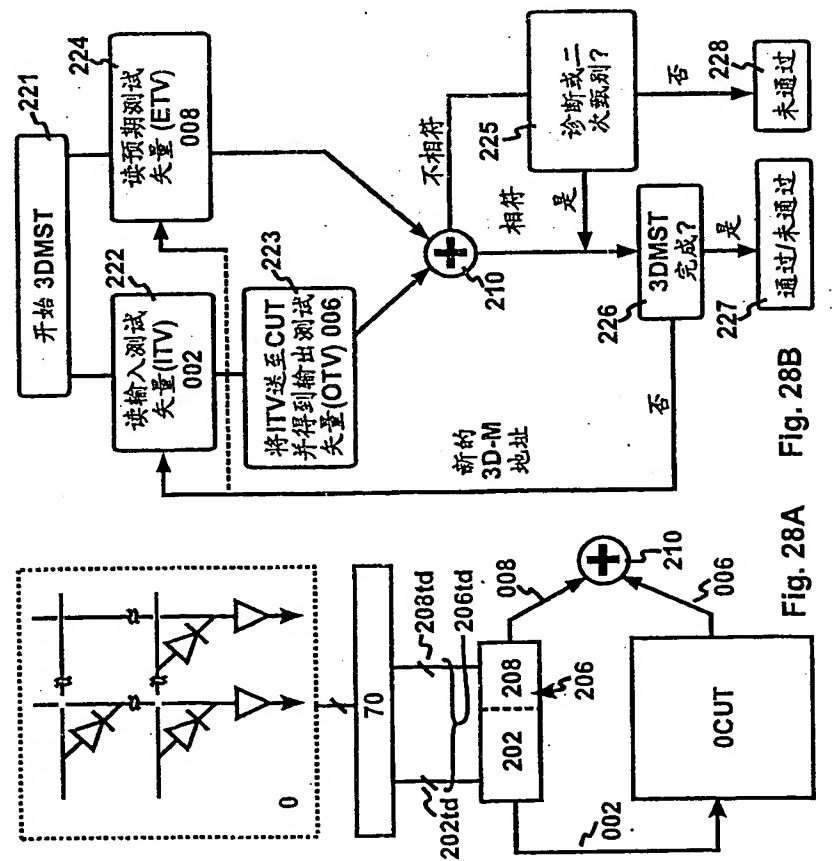 0
70
202td
208td
206td
202
208
206
008
210
006
0CUT
002
Fig. 28A
开始 3DMST
221
读输入测试
矢量(ITV)
002
222
读预期测试
矢量 (ETV)
008
224
将ITV送至CUT
并得到输出测试
矢量(OTV) 006
223
210
不相符
相符
诊断或二
次甄别?
225
是
否
未通过
228
3DMST
完成?
226
是
否
通过/未通过
227
新的
3D-M
地址
Fig. 28B